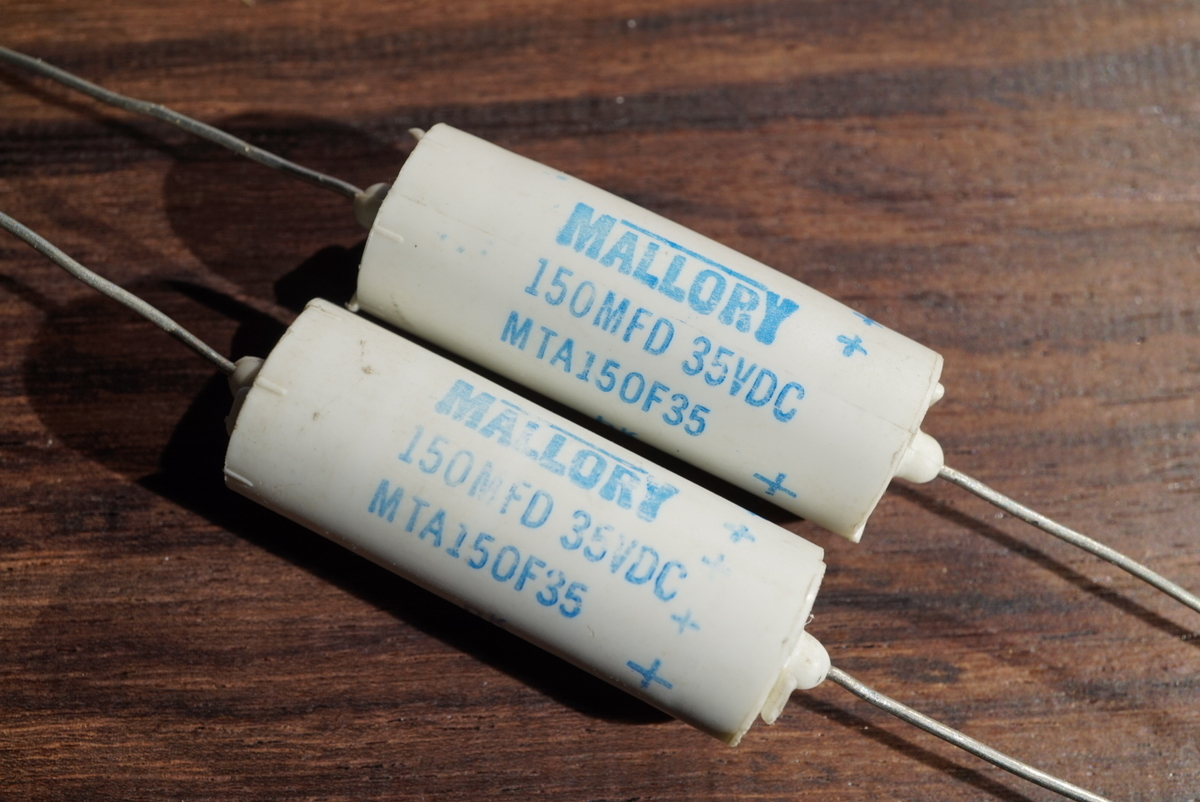 MALLORY
150MFD 35VDC
MTA150F35
+
+
MALLORY
150MFD 35VDC
MTA150F35
+
+
+
+